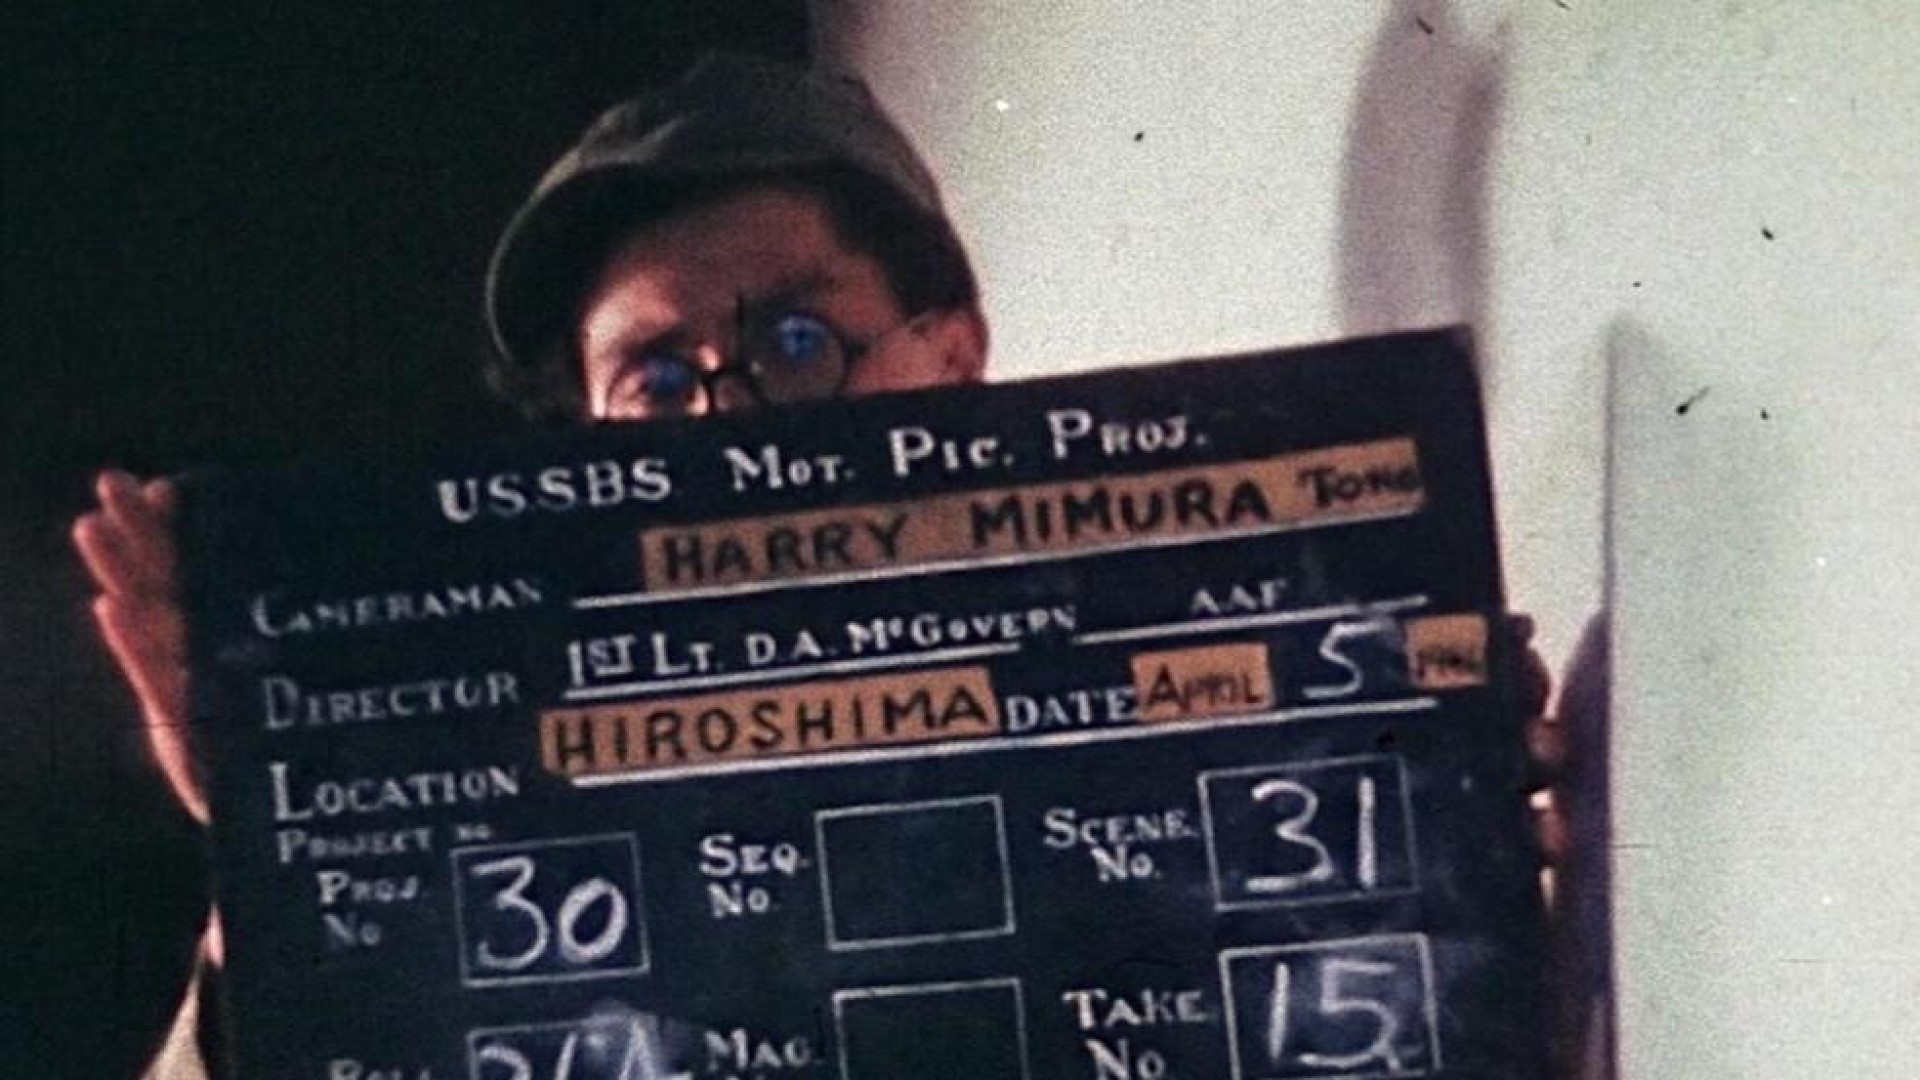 USSBS MOT. PIC. PROJ.
CAMERAMAN HARRY MIMURA
DIRECTOR 1ST LT. D.A. McGOVERN AAF
LOCATION HIROSHIMA DATE APRIL 5
PROJECT NO.
PROJ. NO 30 SEQ. NO. SCENE NO. 31
ROLL MAG. TAKE NO 15